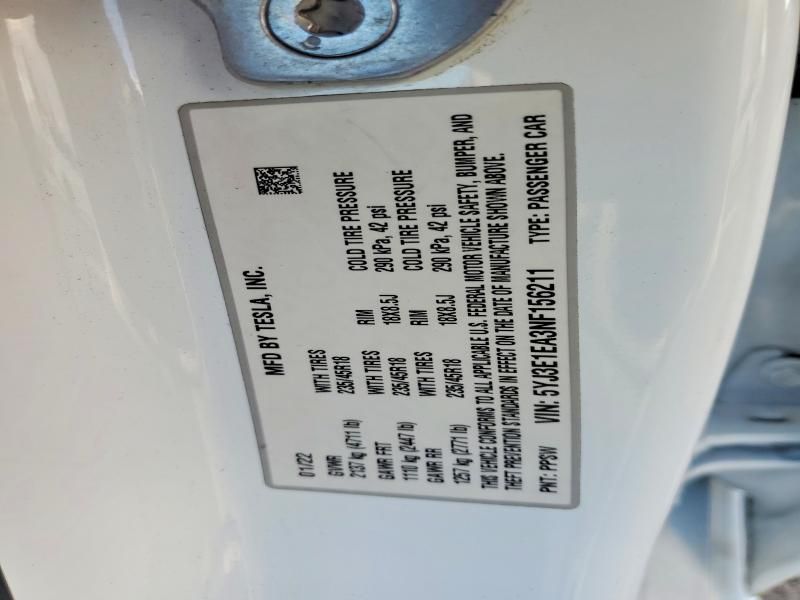 MFD BY TESLA, INC.
01/22
GVWR WITH TIRES RIM COLD TIRE PRESSURE
2137 kg (4711 lb) 235/45R18 18X8.5J 290 kPa, 42 psi
GAWR FRT WITH TIRES RIM COLD TIRE PRESSURE
1110 kg (2447 lb) 235/45R18 18X8.5J 290 kPa, 42 psi
GAWR RR WITH TIRES
1257 kg (2771 lb) 235/45R18
THIS VEHICLE CONFORMS TO ALL APPLICABLE U.S. FEDERAL MOTOR VEHICLE SAFETY, BUMPER, AND
THEFT PREVENTION STANDARDS IN EFFECT ON THE DATE OF MANUFACTURE SHOWN ABOVE.
VIN: 5YJ3E1EA3NF156211 TYPE: PASSENGER CAR
PNT: PPSW